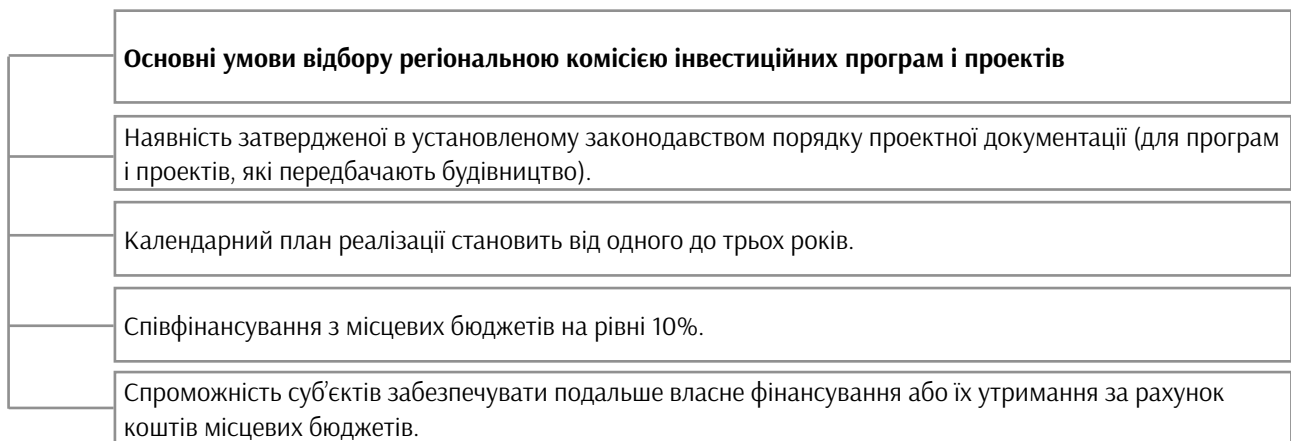 Основні умови відбору регіональною комісією інвестиційних програм і проектів
Наявність затвердженої в установленому законодавством порядку проектної документації (для програм
і проектів, які передбачають будівництво).
Календарний план реалізації становить від одного до трьох років.
Співфінансування з місцевих бюджетів на рівні 10%.
Спроможність суб’єктів забезпечувати подальше власне фінансування або їх утримання за рахунок
коштів місцевих бюджетів.